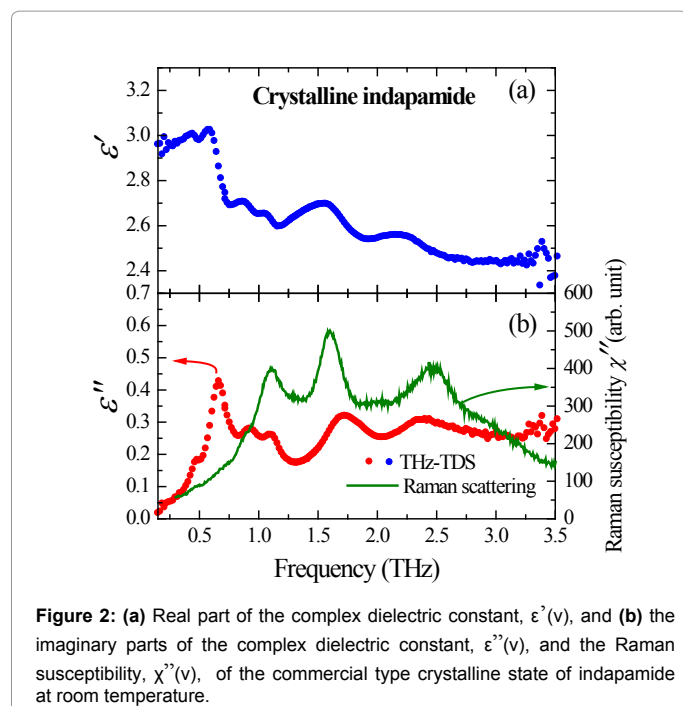 Crystalline indapamide
(a)
ε'
3.2
3.0
2.8
2.6
2.4
0.7
600
(b)
ε''
0.6
0.5
0.4
0.3
0.2
0.1
0.0
500
400
300
200
100
0
Raman susceptibility χ''(arb. unit)
THz-TDS
Raman scattering
0.5 1.0 1.5 2.0 2.5 3.0 3.5
Frequency (THz)
Figure 2: (a) Real part of the complex dielectric constant, ε’(ν), and (b) the
imaginary parts of the complex dielectric constant, ε’’(ν), and the Raman
susceptibility, χ’’(ν), of the commercial type crystalline state of indapamide
at room temperature.